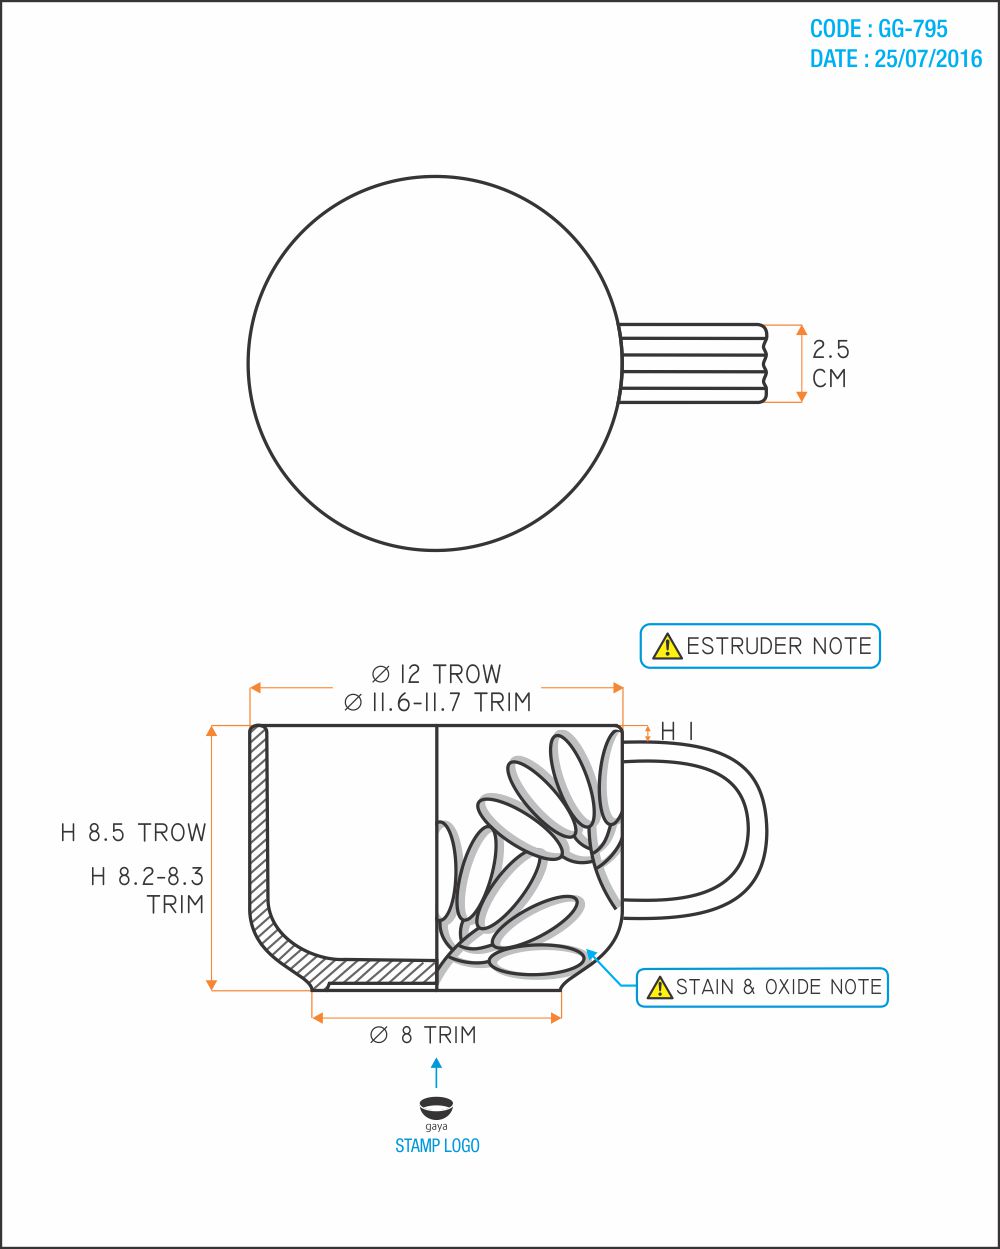 CODE : GG-795
DATE : 25/07/2016
2.5
CM
ESTRUDER NOTE
Ø 12 TROW
Ø 11.6-11.7 TRIM
H 1
H 8.5 TROW
H 8.2-8.3
TRIM
STAIN & OXIDE NOTE
Ø 8 TRIM
gaya
STAMP LOGO